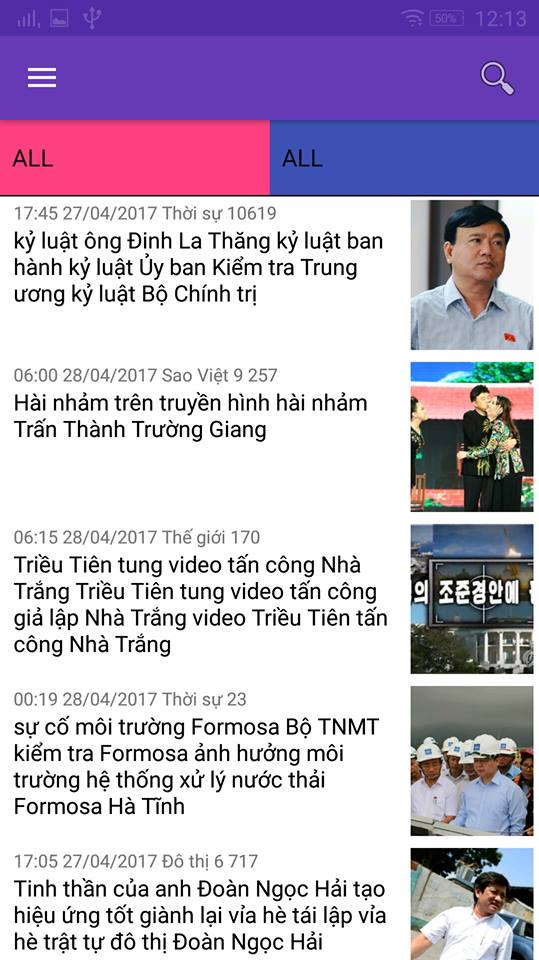 50% 12:13
ALL ALL
17:45 27/04/2017 Thời sự 10619
kỷ luật ông Đinh La Thăng kỷ luật ban
hành kỷ luật Ủy ban Kiểm tra Trung
ương kỷ luật Bộ Chính trị
06:00 28/04/2017 Sao Việt 9 257
Hài nhảm trên truyền hình hài nhảm
Trấn Thành Trường Giang
06:15 28/04/2017 Thế giới 170
Triều Tiên tung video tấn công Nhà
Trắng Triều Tiên tung video tấn công
giả lập Nhà Trắng video Triều Tiên tấn
công Nhà Trắng
의 조준경안에
00:19 28/04/2017 Thời sự 23
sự cố môi trường Formosa Bộ TNMT
kiểm tra Formosa ảnh hưởng môi
trường hệ thống xử lý nước thải
Formosa Hà Tĩnh
17:05 27/04/2017 Đô thị 6 717
Tinh thần của anh Đoàn Ngọc Hải tạo
hiệu ứng tốt giành lại vỉa hè tái lập vỉa
hè trật tự đô thị Đoàn Ngọc Hải